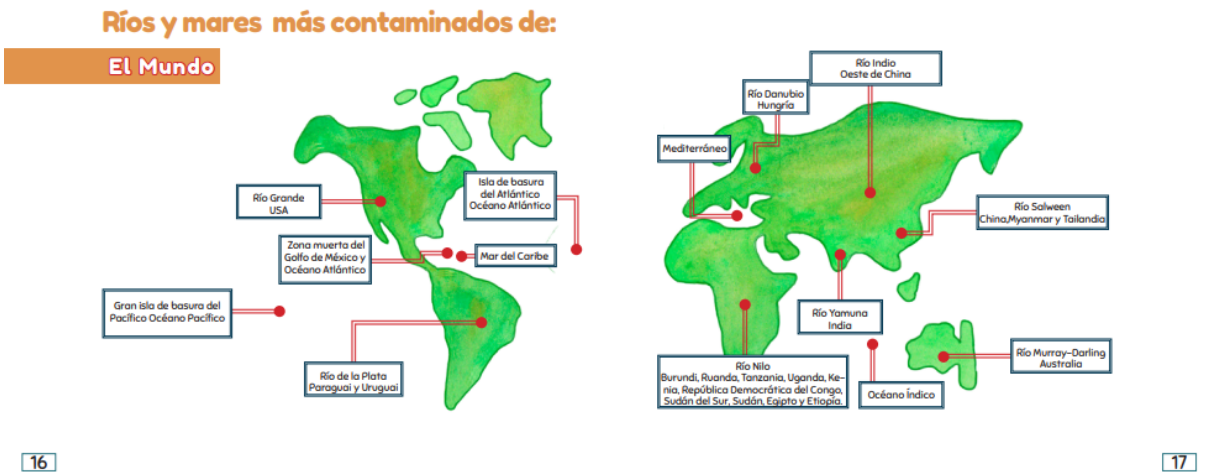 Ríos y mares más contaminados de:
El Mundo
Río Grande
USA
Isla de basura
del Atlántico
Océano Atlántico
Zona muerta del
Golfo de México y
Océano Atlántico
Mar del Caribe
Gran isla de basura del
Pacífico Océano Pacífico
Río de la Plata
Paraguai y Uruguai
16
Río Indio
Oeste de China
Río Danubio
Hungría
Mediterráneo
Río Salween
China,Myanmar y Tailandia
Río Yamuna
India
Río Nilo
Burundi, Ruanda, Tanzania, Uganda, Ke-
nia, República Democrática del Congo,
Sudán del Sur, Sudán, Egipto y Etiopía.
Océano Índico
Río Murray-Darling
Australia
17